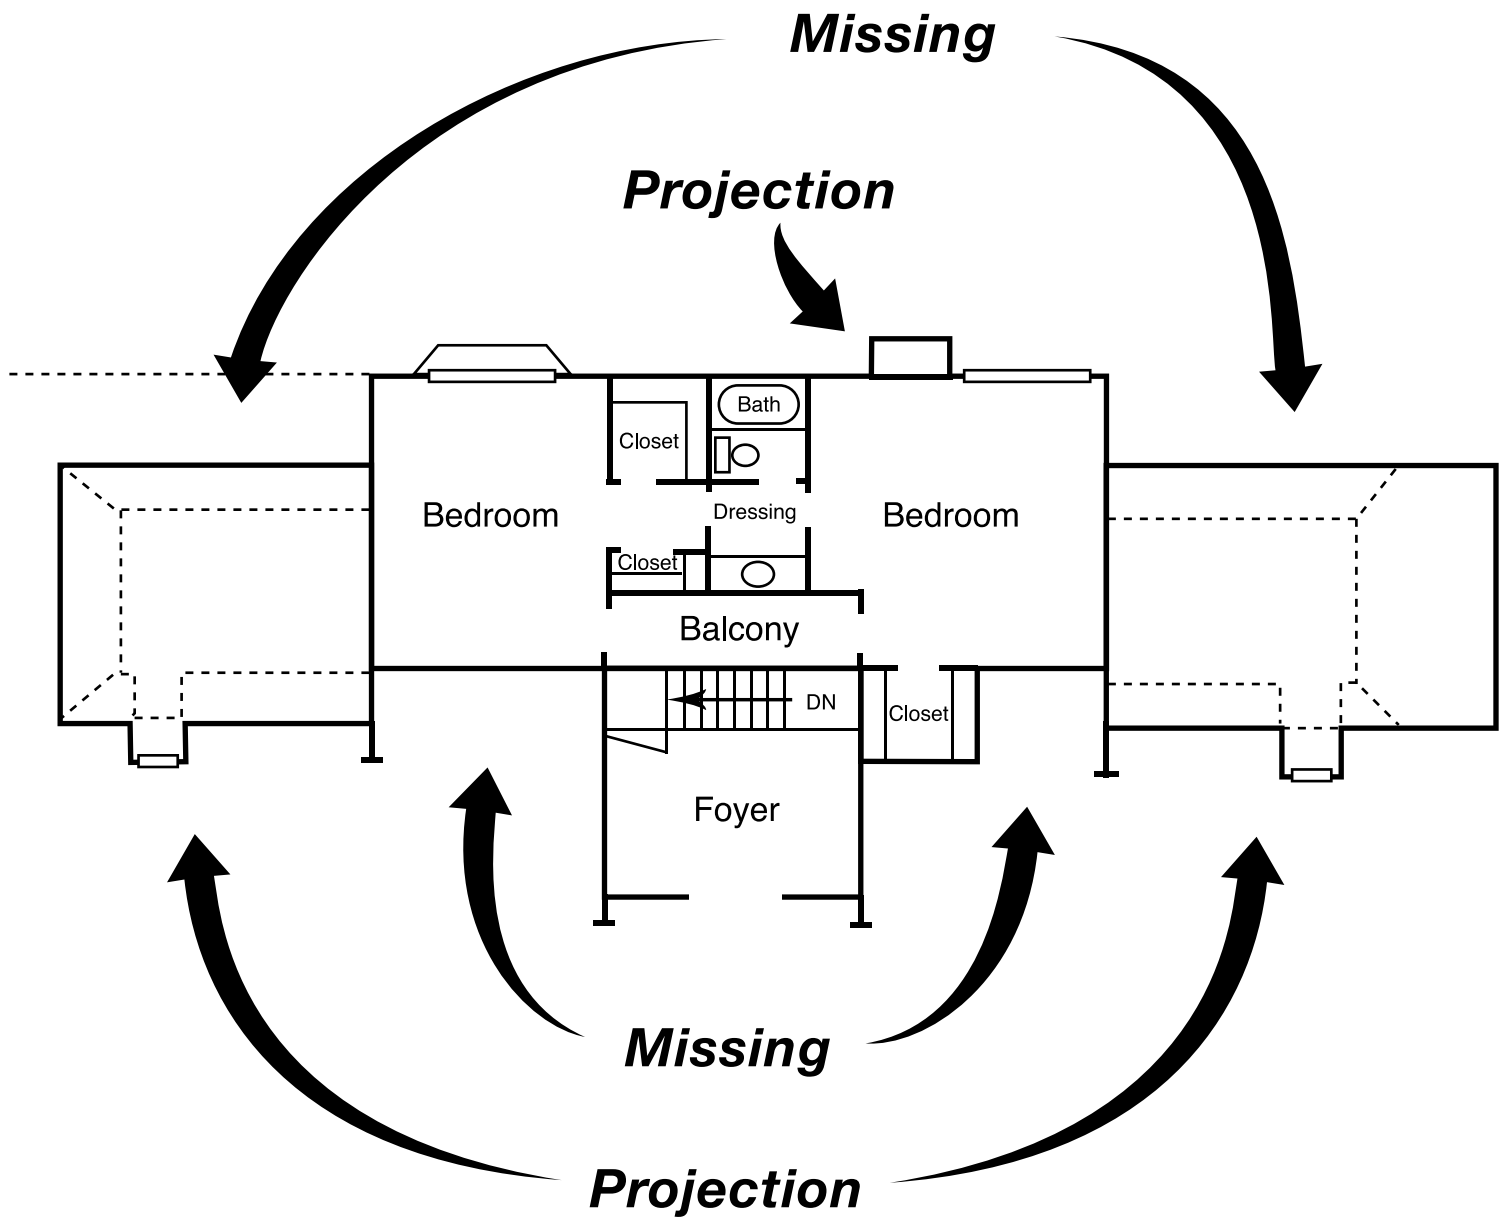 Missing
Projection
Bath
Closet
Bedroom
Dressing
Bedroom
Closet
Balcony
DN
Closet
Foyer
Missing
Projection